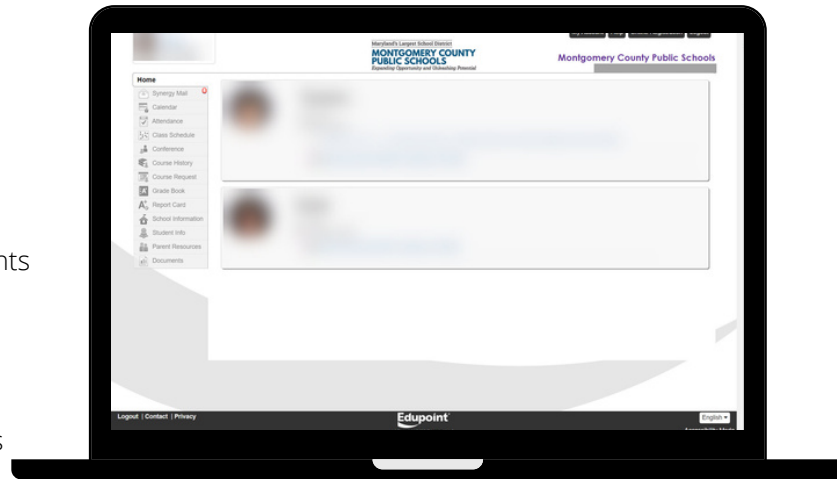 Maryland's Largest School District
MONTGOMERY COUNTY
PUBLIC SCHOOLS
Expanding Opportunity and Unleashing Potential
Montgomery County Public Schools
Home
Synergy Mail
Calendar
Attendance
Class Schedule
Conference
Course History
Course Request
Grade Book
Report Card
School Information
Student Info
Parent Resources
Documents
nts
s
Logout | Contact | Privacy
Edupoint
English